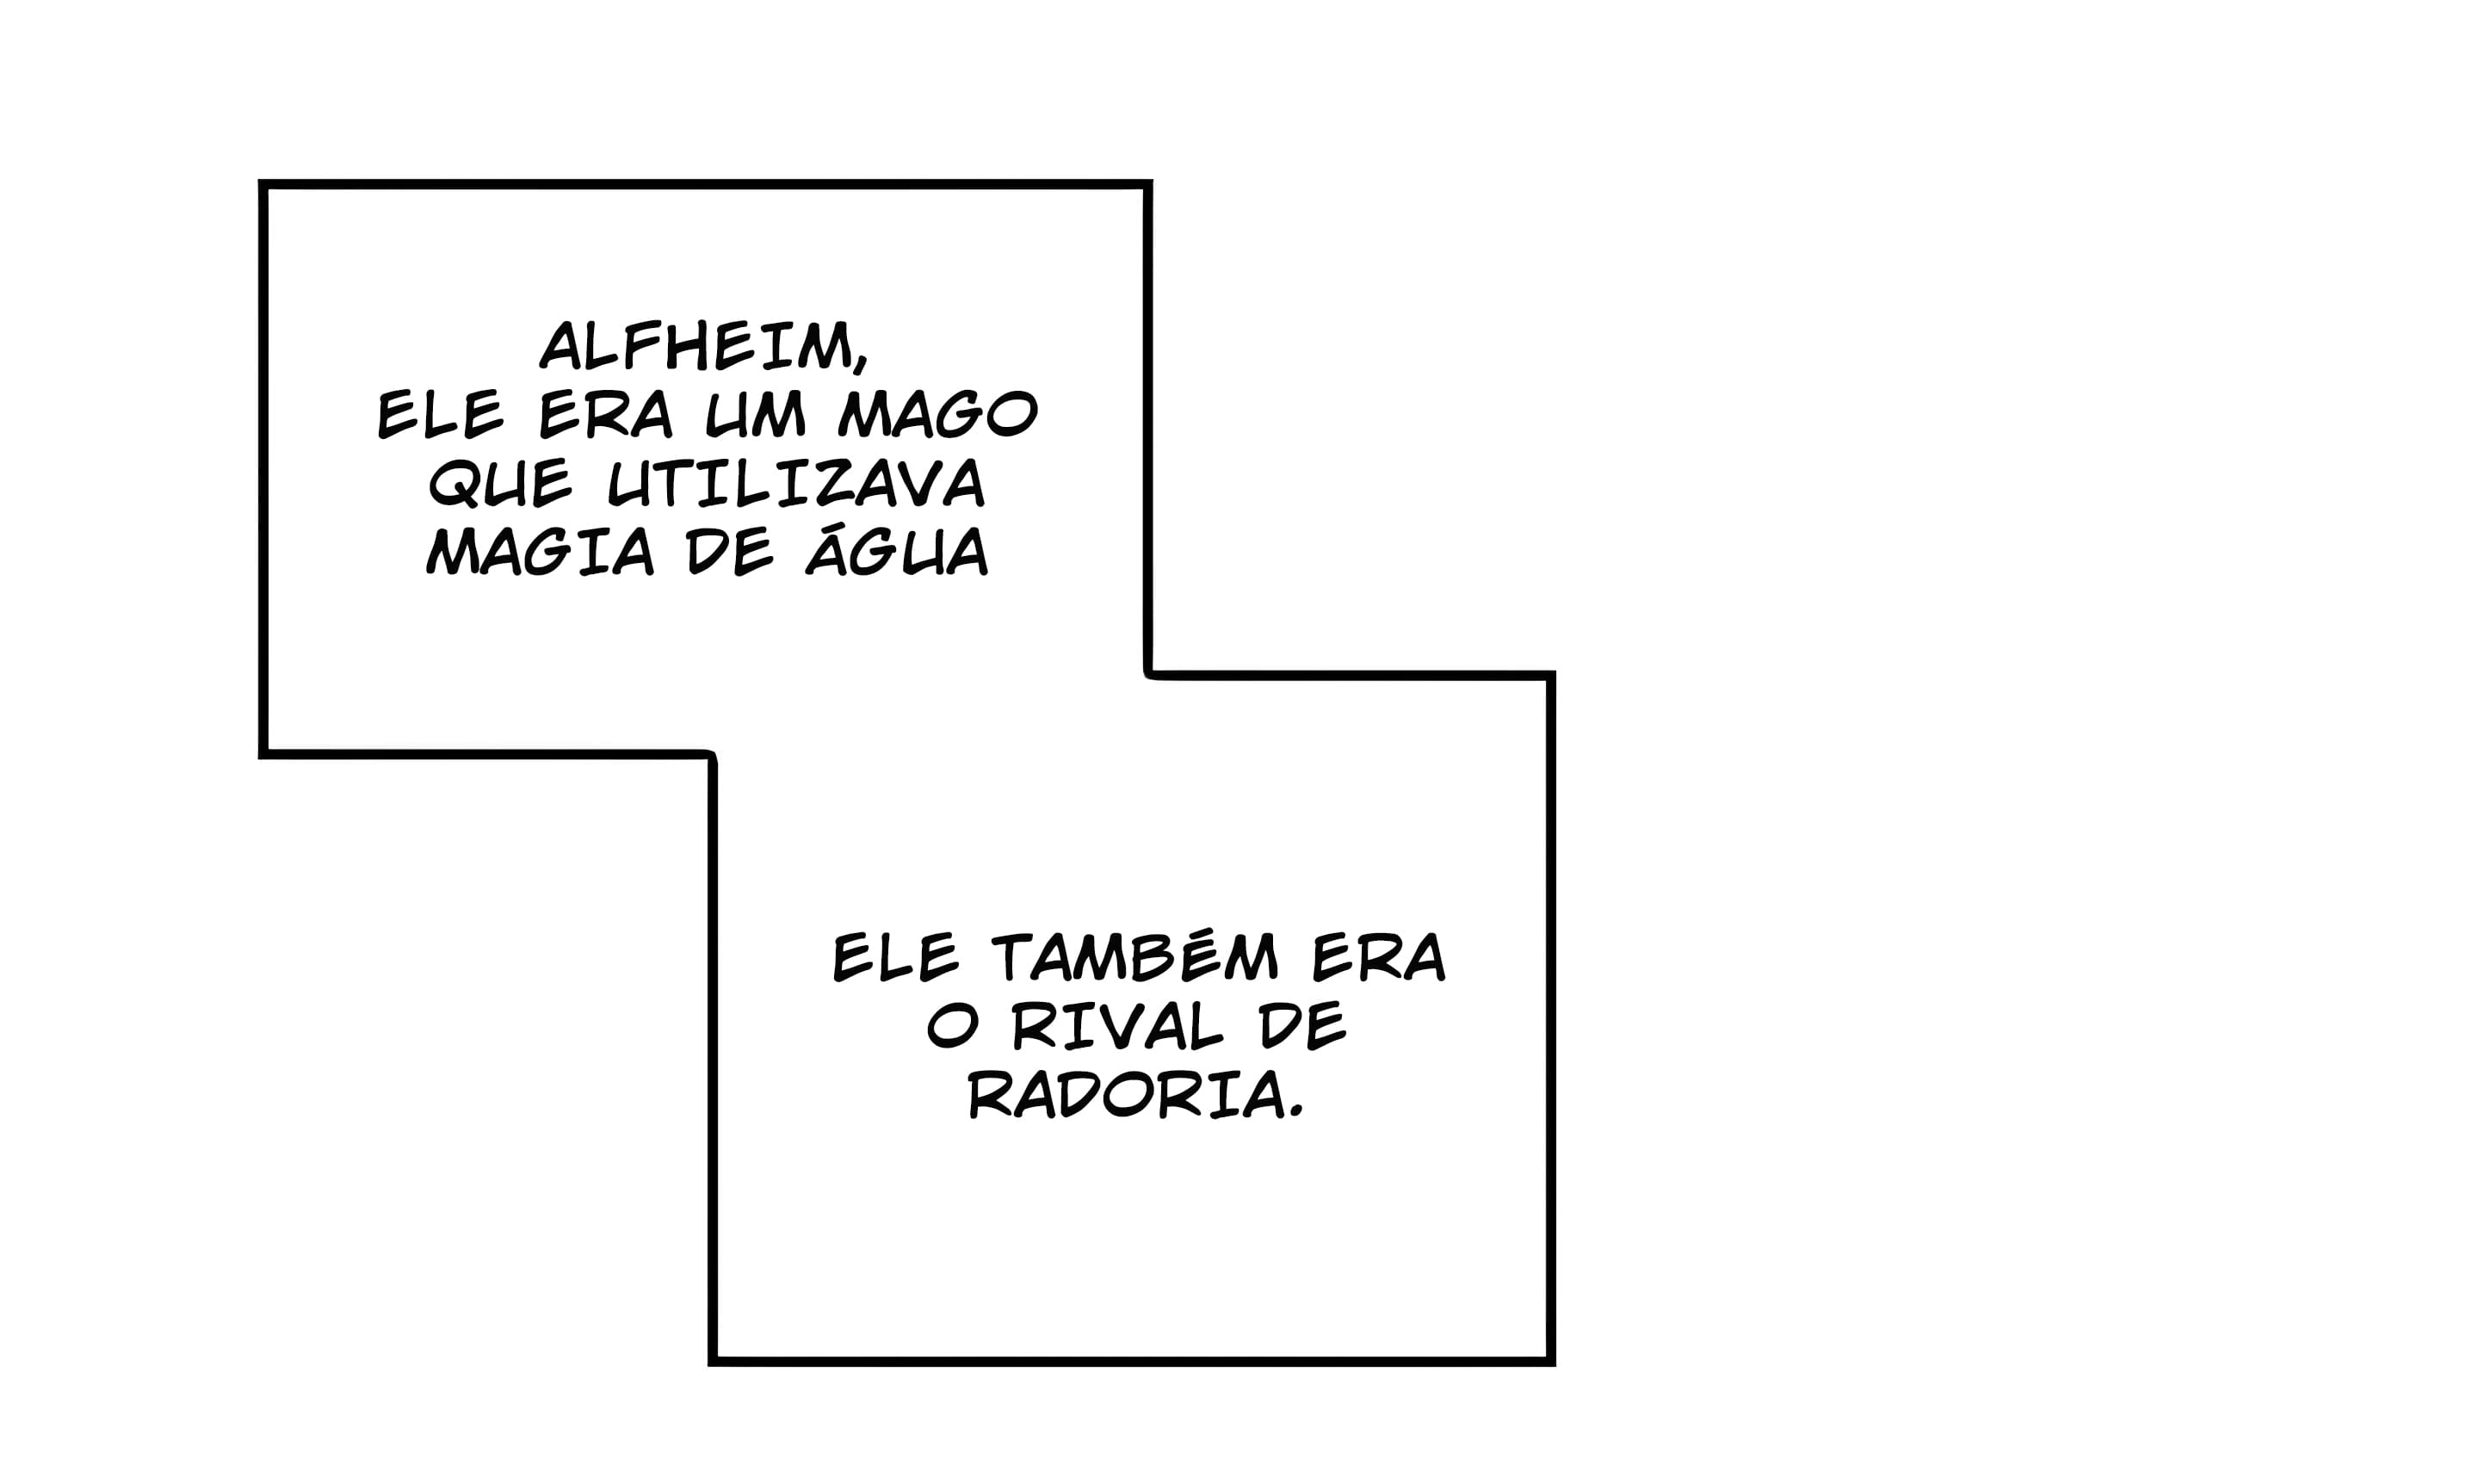 ALFHEIM,
ELE ERA UM MAGO
QUE UTILIZAVA
MAGIA DE ÁGUA
ELE TAMBÉM ERA
O RIVAL DE
RADORIA.